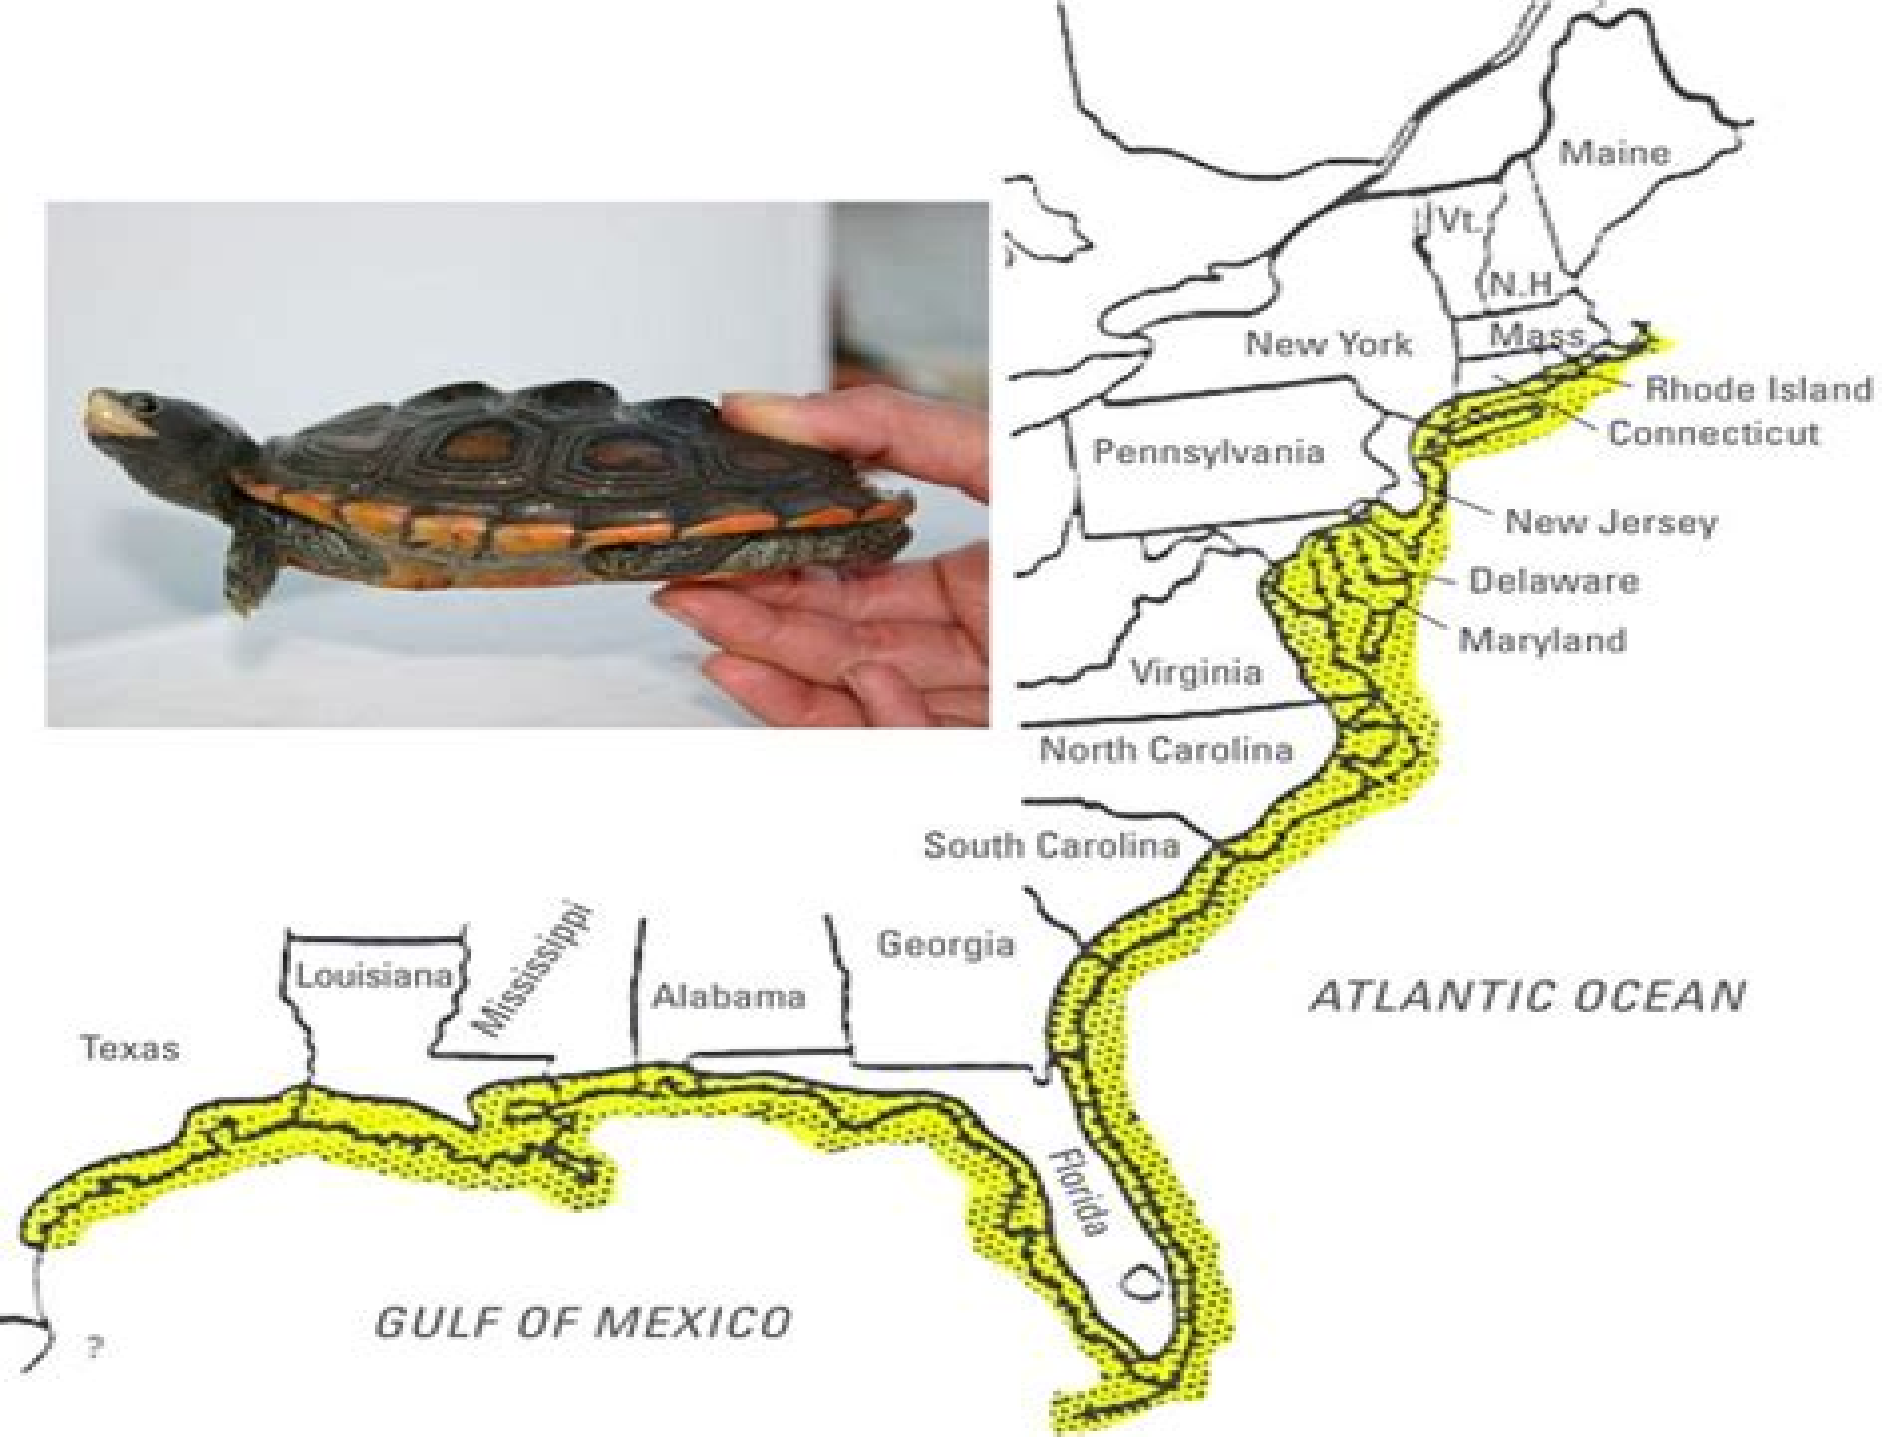 Maine
Vt.
N.H.
New York
Mass
Rhode Island
Connecticut
Pennsylvania
New Jersey
Delaware
Maryland
Virginia
North Carolina
South Carolina
Georgia
Mississippi
Louisiana
Alabama
Texas
ATLANTIC OCEAN
Florida
GULF OF MEXICO
?